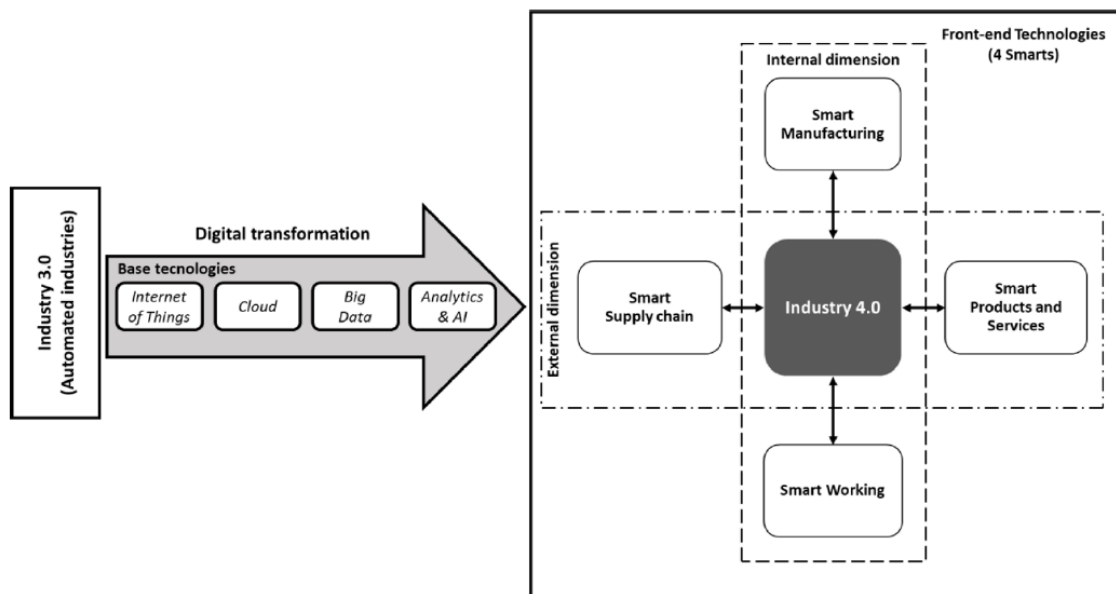 Industry 3.0
(Automated industries)
Digital transformation
Base tecnologies
Internet
of Things
Cloud
Big
Data
Analytics
& AI
Front-end Technologies
(4 Smarts)
Internal dimension
Smart
Manufacturing
External dimension
Smart
Supply chain
Industry 4.0
Smart
Products and
Services
Smart Working